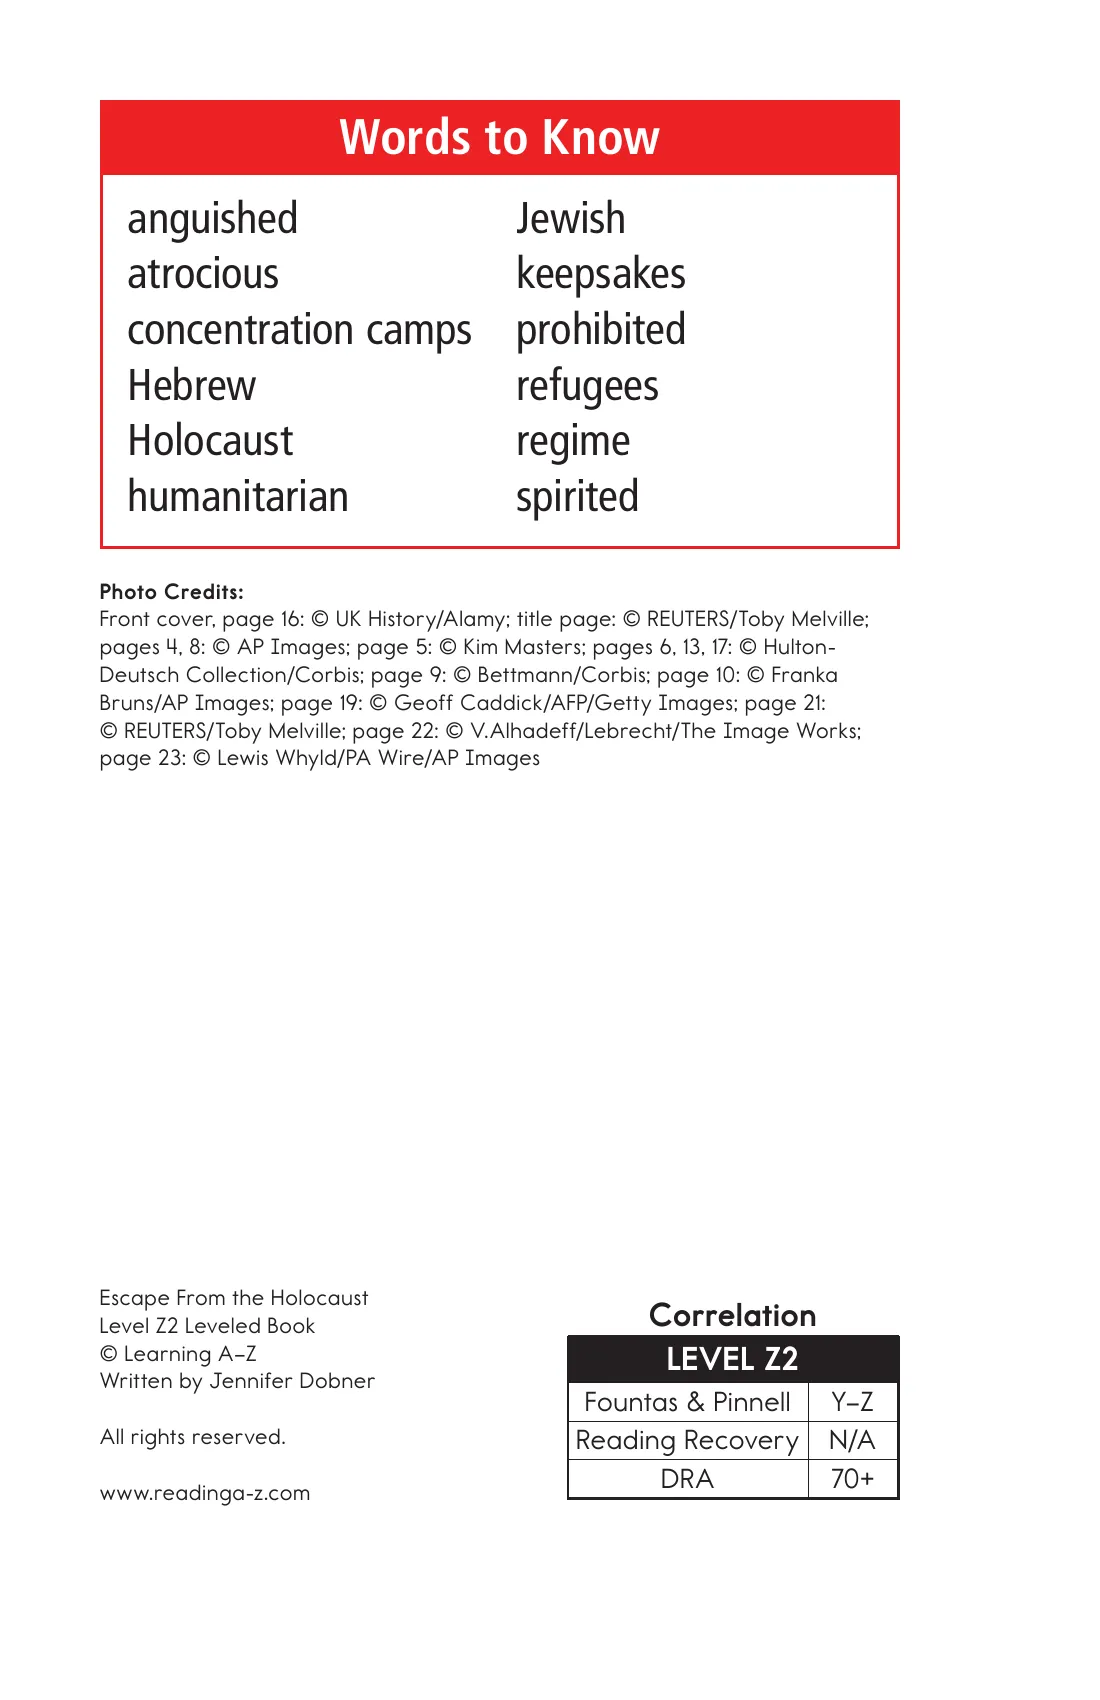 Words to Know
anguished
atrocious
concentration camps
Hebrew
Holocaust
humanitarian
Jewish
keepsakes
prohibited
refugees
regime
spirited
Photo Credits:
Front cover, page 16: © UK History/Alamy; title page: © REUTERS/Toby Melville;
pages 4, 8: © AP Images; page 5: © Kim Masters; pages 6, 13, 17: © Hulton-
Deutsch Collection/Corbis; page 9: © Bettmann/Corbis; page 10: © Franka
Bruns/AP Images; page 19: © Geoff Caddick/AFP/Getty Images; page 21:
© REUTERS/Toby Melville; page 22: © V.Alhadeff/Lebrecht/The Image Works;
page 23: © Lewis Whyld/PA Wire/AP Images
Escape From the Holocaust
Level Z2 Leveled Book
© Learning A–Z
Written by Jennifer Dobner
All rights reserved.
www.readinga-z.com
Correlation
LEVEL Z2
Fountas & Pinnell Y–Z
Reading Recovery N/A
DRA 70+